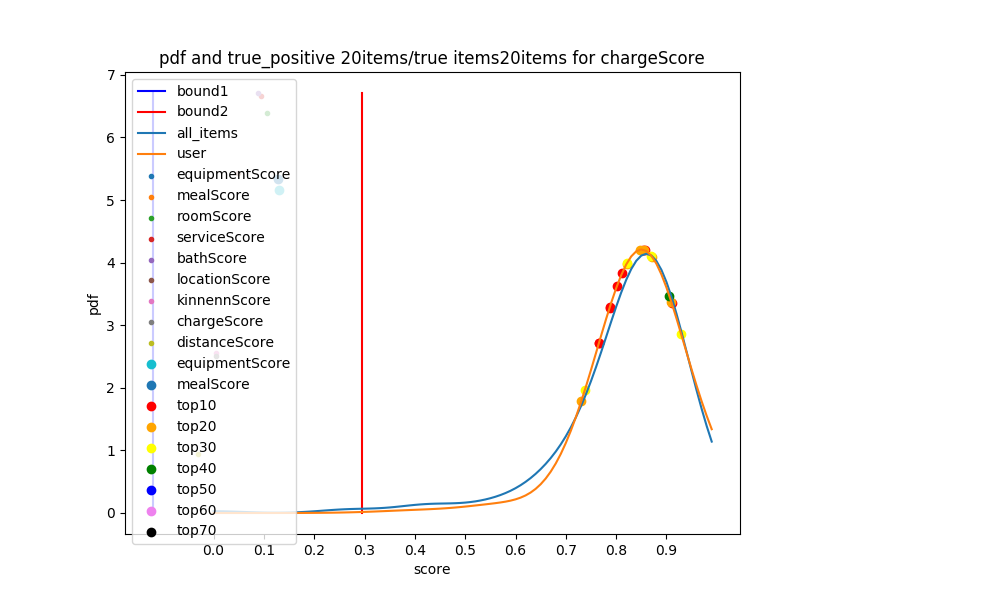 pdf and true_positive 20items/true items20items for chargeScore
7
6
5
4
3
2
1
0
pdf
bound1
bound2
all_items
user
equipmentScore
mealScore
roomScore
serviceScore
bathScore
locationScore
kinnennScore
chargeScore
distanceScore
equipmentScore
mealScore
top10
top20
top30
top40
top50
top60
top70
0.0 0.1 0.2 0.3 0.4 0.5 0.6 0.7 0.8 0.9
score